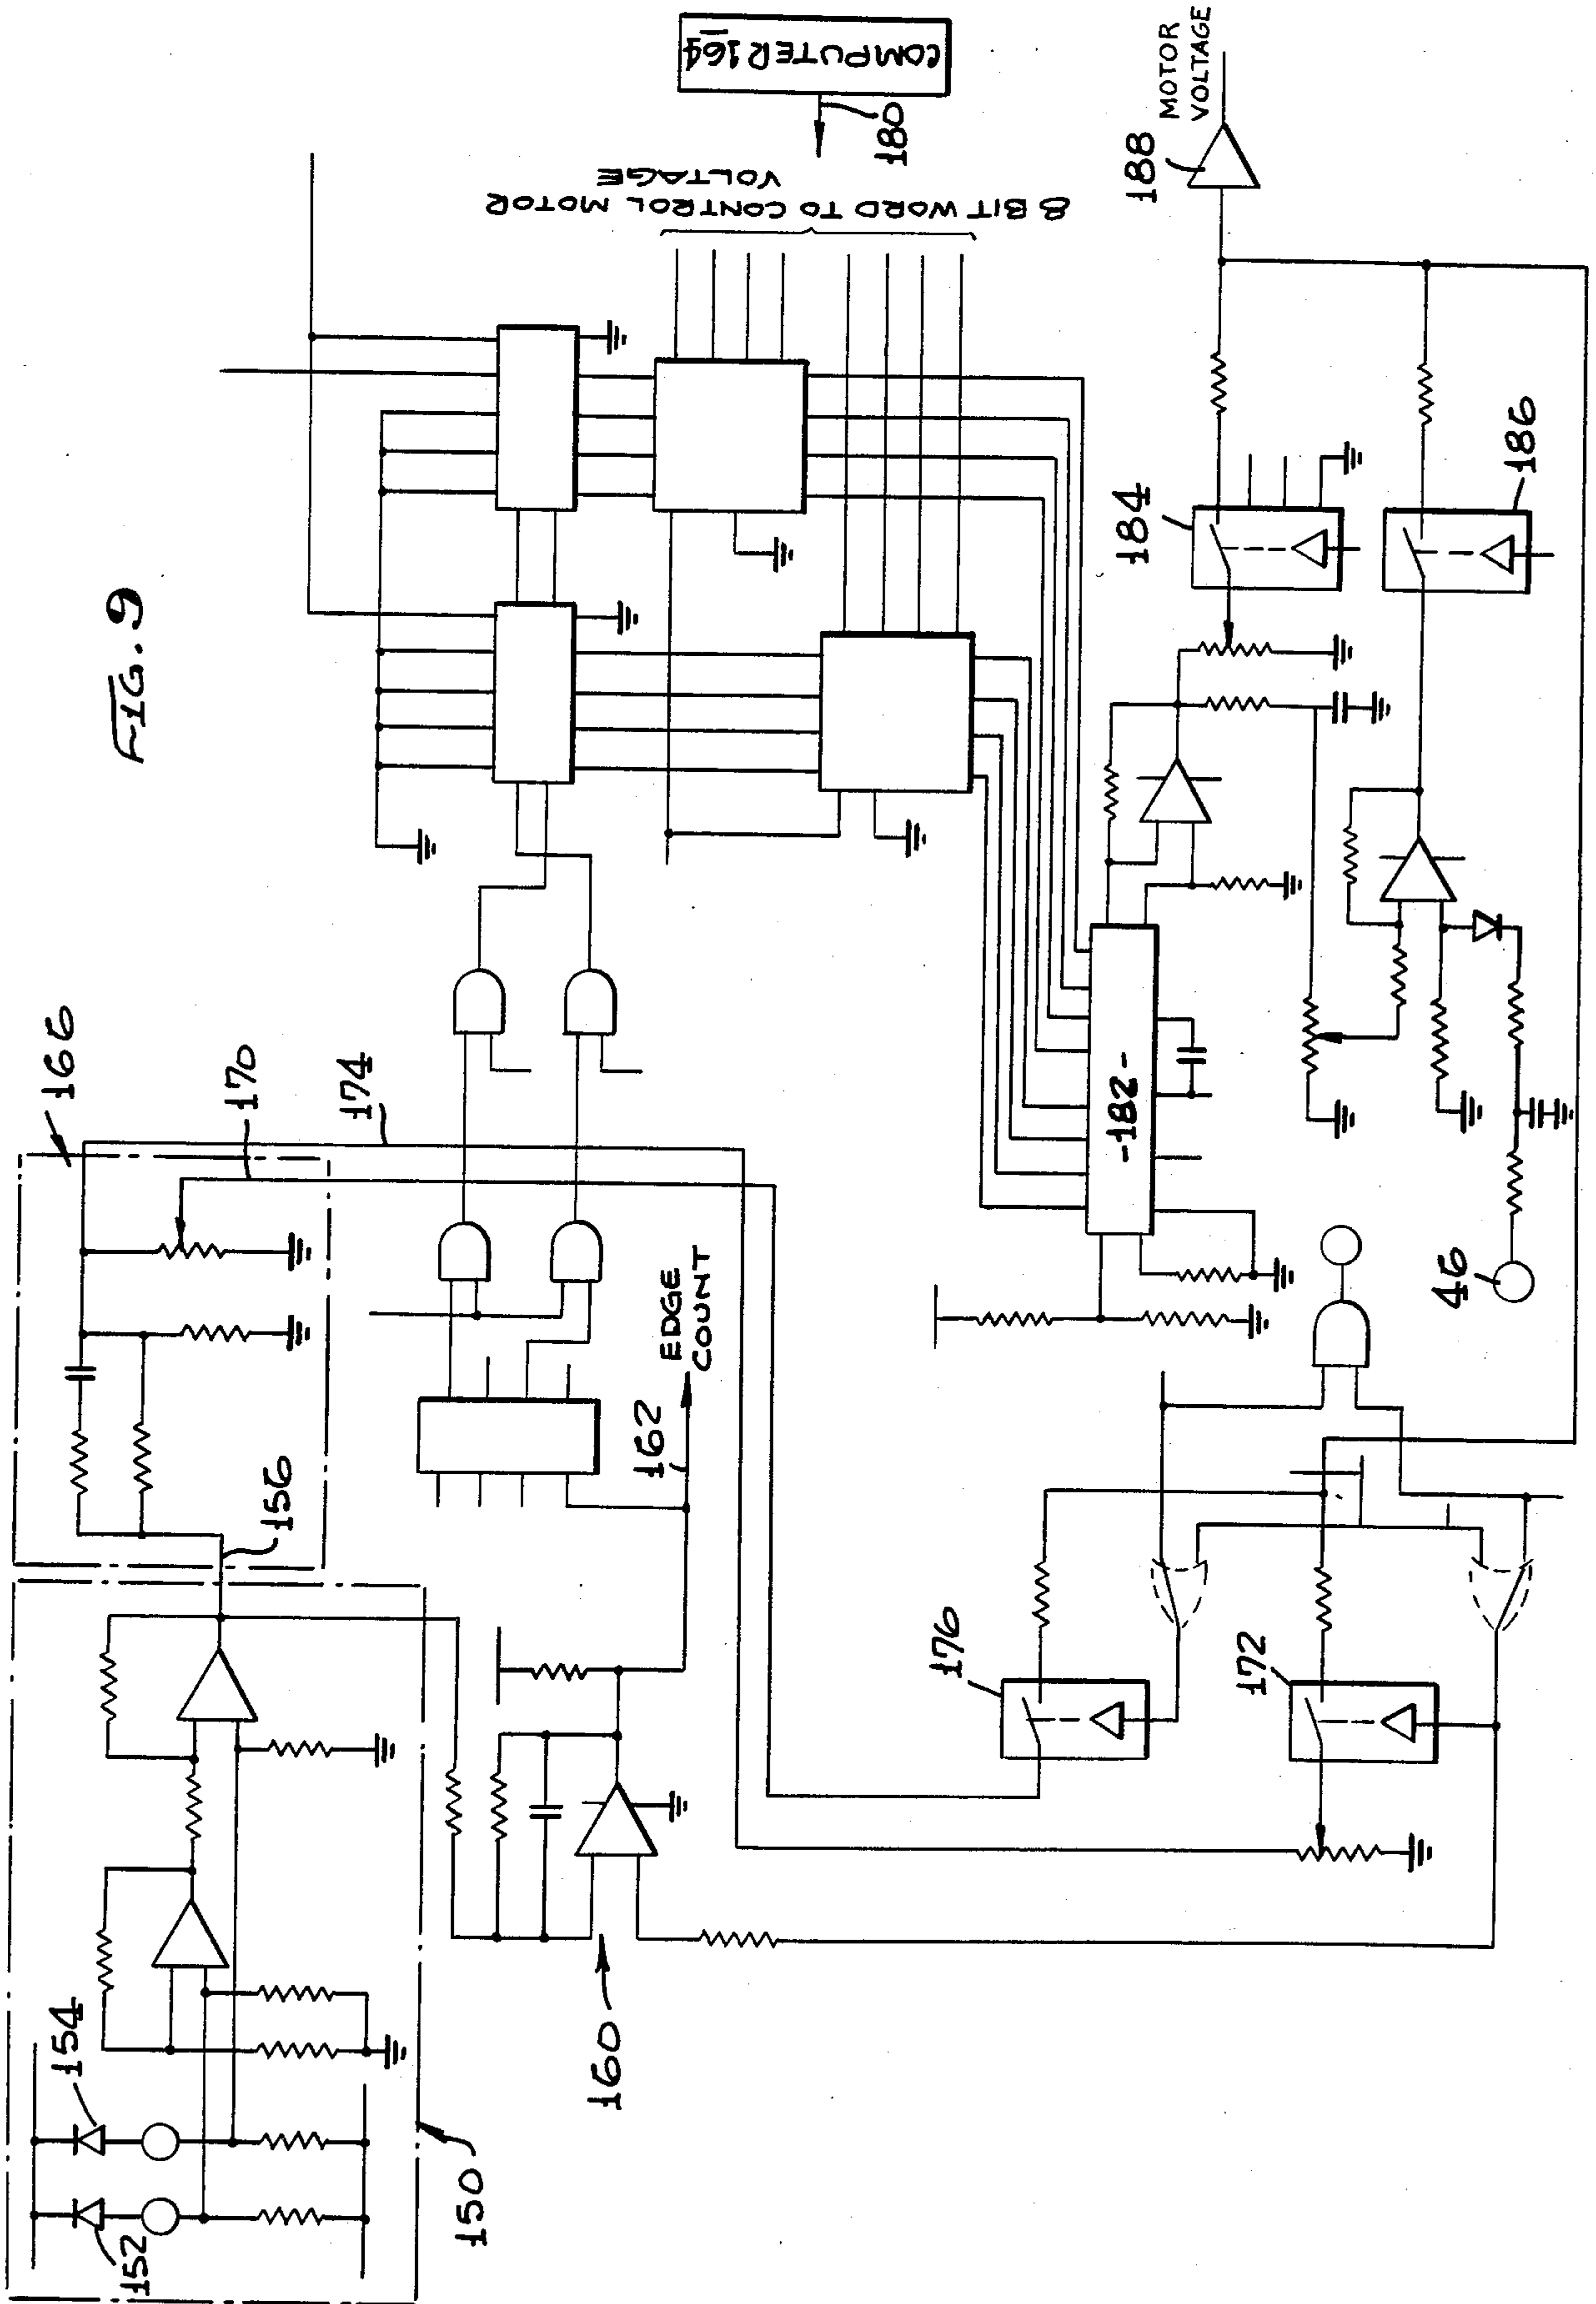 FIG. 9
COMPUTER 164
180
8 BIT WORD TO CONTROL MOTOR
VOLTAGE
MOTOR
VOLTAGE
188
184
186
166
170
174
156
EDGE
COUNT
162
-182-
46
176
172
154
152
150
160